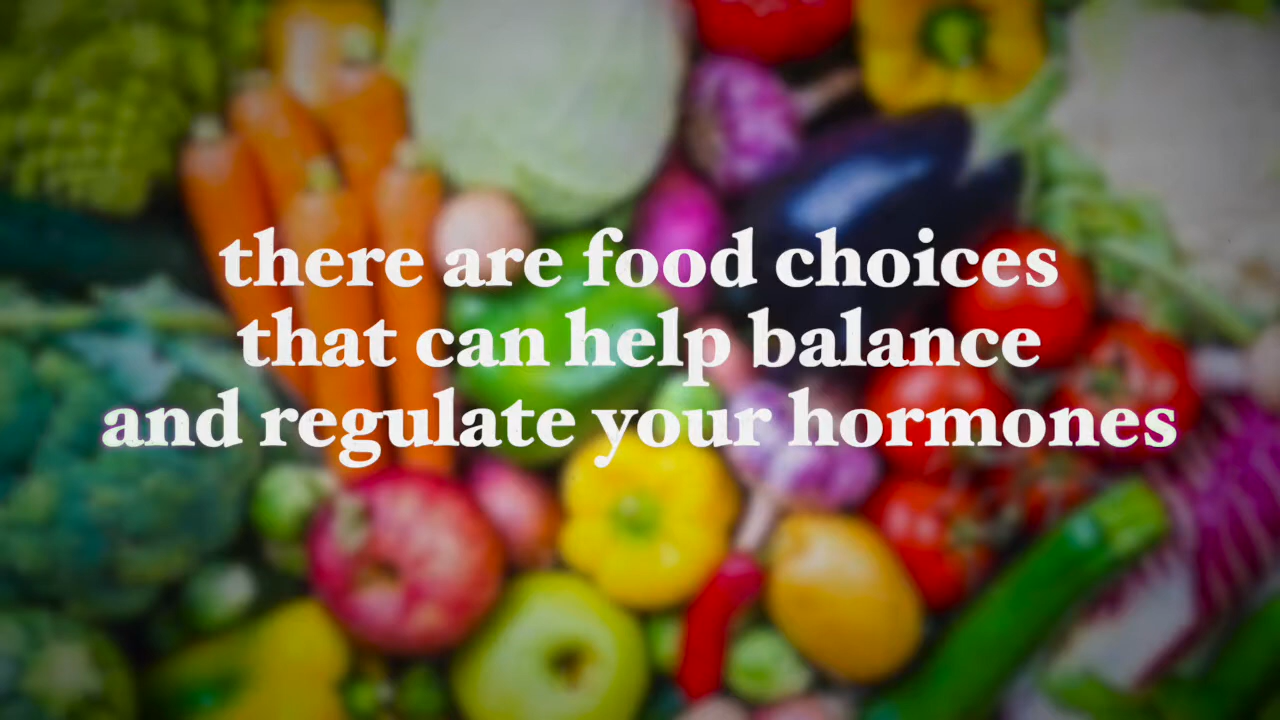 there are food choices
that can help balance
and regulate your hormones